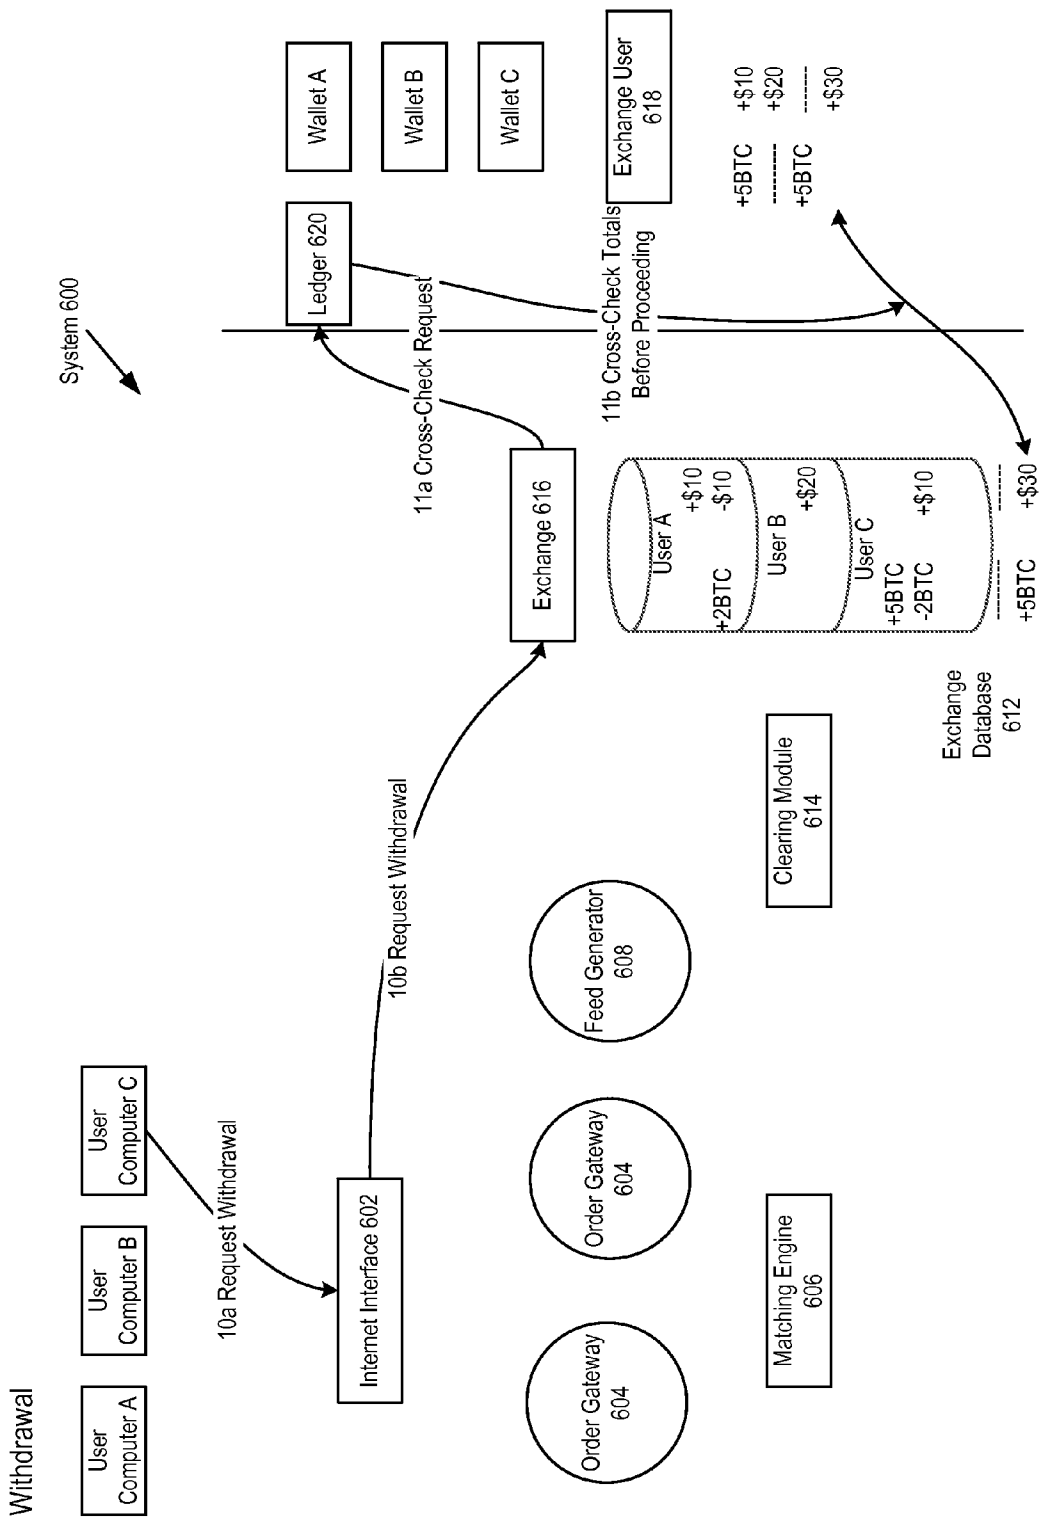 Withdrawal
System 600
User
Computer A
User
Computer B
User
Computer C
10a Request Withdrawal
Internet Interface 602
10b Request Withdrawal
Exchange 616
11a Cross-Check Request
Ledger 620
Wallet A
Wallet B
Wallet C
Exchange User
618
11b Cross-Check Totals
Before Proceeding
+5BTC
+5BTC
+$10
+$20
+$30
Order Gateway
604
Order Gateway
604
Feed Generator
608
Matching Engine
606
Clearing Module
614
Exchange
Database
612
User A
+$10
+2BTC -$10
User B
+$20
User C
+5BTC
-2BTC +$10
+5BTC +$30